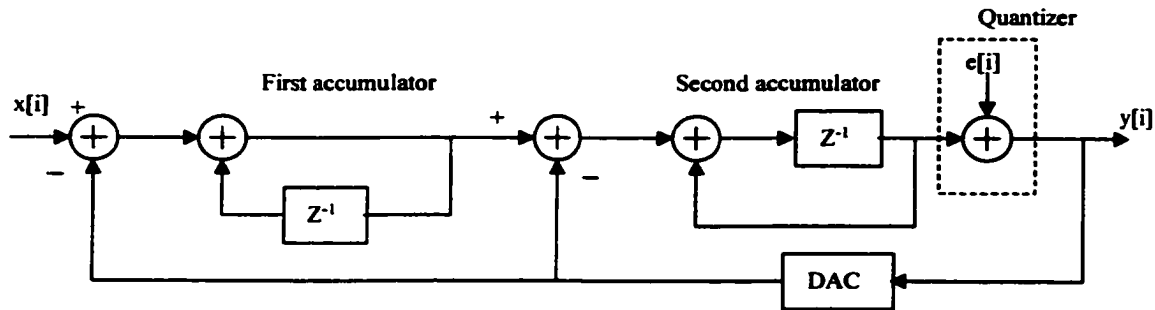 Quantizer
e[i]
First accumulator
Second accumulator
x[i]
+
+
y[i]
Z-1
−
−
Z-1
DAC